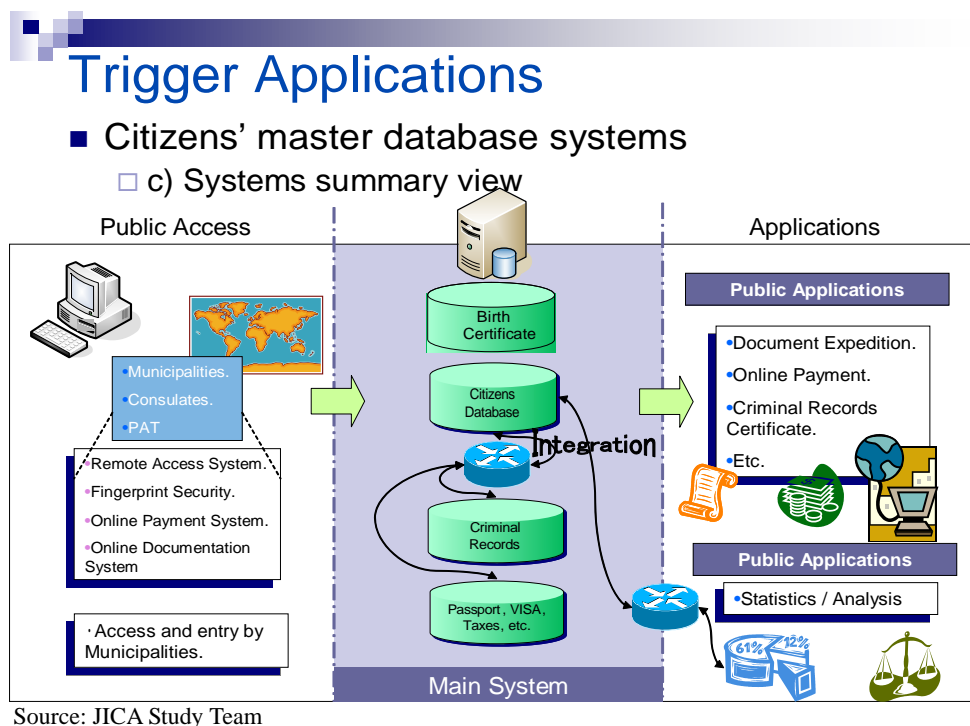 Trigger Applications
Citizens' master database systems
c) Systems summary view
Public Access
Applications
Municipalities.
Consulates.
PAT
•Remote Access System.
•Fingerprint Security.
•Online Payment System.
•Online Documentation
System
·Access and entry by
Municipalities.
Birth
Certificate
Citizens
Database
Integration
Criminal
Records
Passport, VISA,
Taxes, etc.
Main System
Public Applications
•Document Expedition.
•Online Payment.
•Criminal Records
Certificate.
•Etc.
Public Applications
•Statistics / Analysis
61% 12%
Source: JICA Study Team